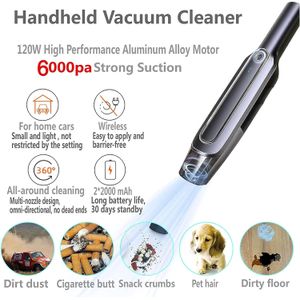 Handheld Vacuum Cleaner
120W High Performance Aluminum Alloy Motor
6000pa Strong Suction
For home cars
Small and light , not
restricted by the setting
Wireless
Easy to apply and
barrier-free
360°
All-around cleaning
Multi-nozzle design,
omni-directional, no dead ends
2*2000 mAh
Long battery life,
30 days standby
Dirt dust
Cigarette butt
Snack crumbs
Pet hair
Dirty floor